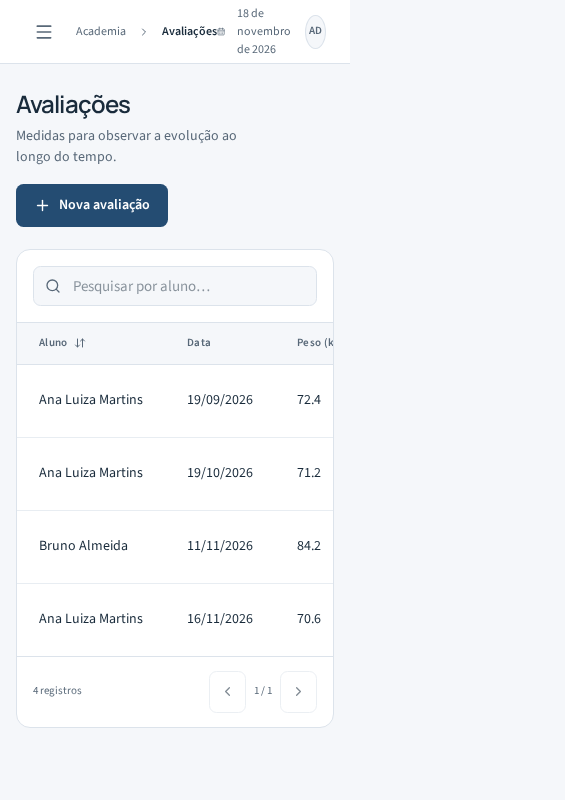 Academia Avaliações 18 de novembro de 2026 AD
Avaliações
Medidas para observar a evolução ao
longo do tempo.
Nova avaliação
Pesquisar por aluno…
Aluno Data Peso (k
Ana Luiza Martins 19/09/2026 72.4
Ana Luiza Martins 19/10/2026 71.2
Bruno Almeida 11/11/2026 84.2
Ana Luiza Martins 16/11/2026 70.6
4 registros 1 / 1